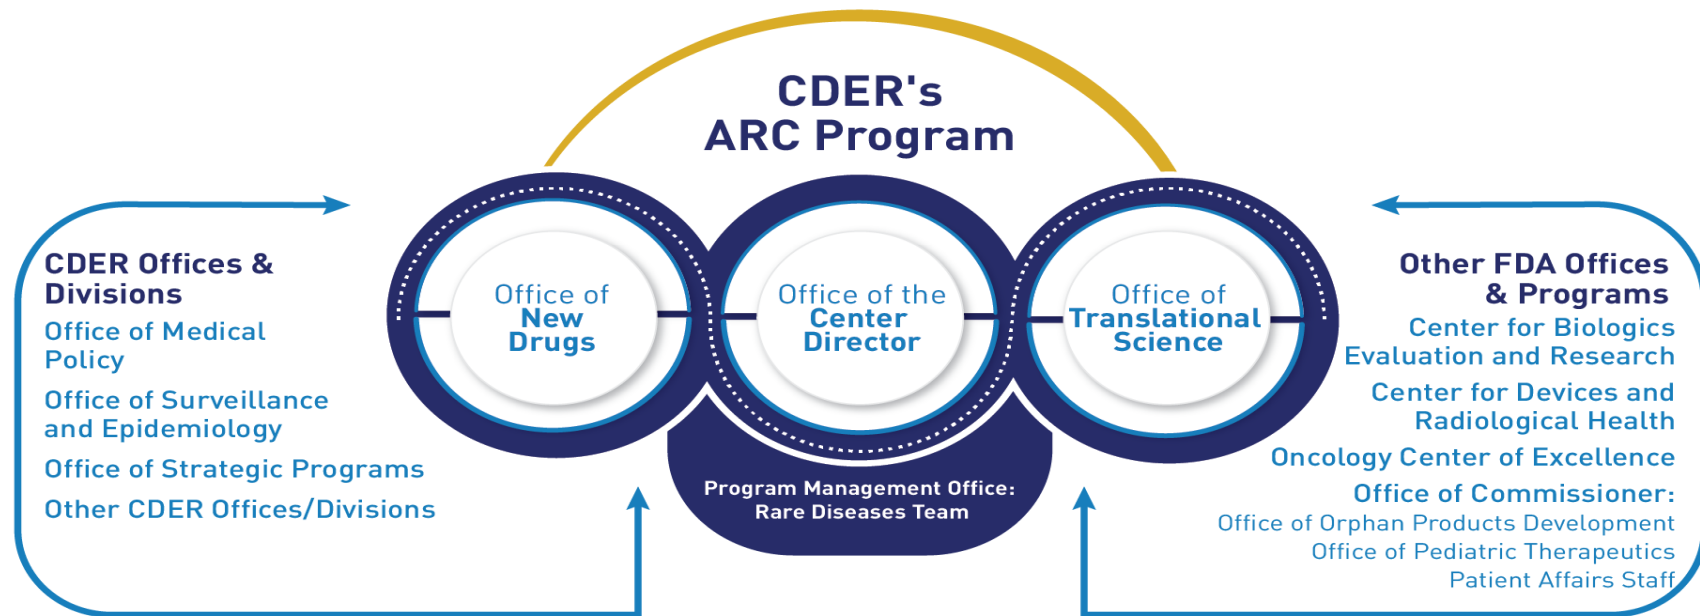 CDER's
ARC Program
CDER Offices &
Divisions
Office of Medical
Policy
Office of Surveillance
and Epidemiology
Office of Strategic Programs
Other CDER Offices/Divisions
Office of
New
Drugs
Office of the
Center
Director
Office of
Translational
Science
Program Management Office:
Rare Diseases Team
Other FDA Offices
& Programs
Center for Biologics
Evaluation and Research
Center for Devices and
Radiological Health
Oncology Center of Excellence
Office of Commissioner:
Office of Orphan Products Development
Office of Pediatric Therapeutics
Patient Affairs Staff